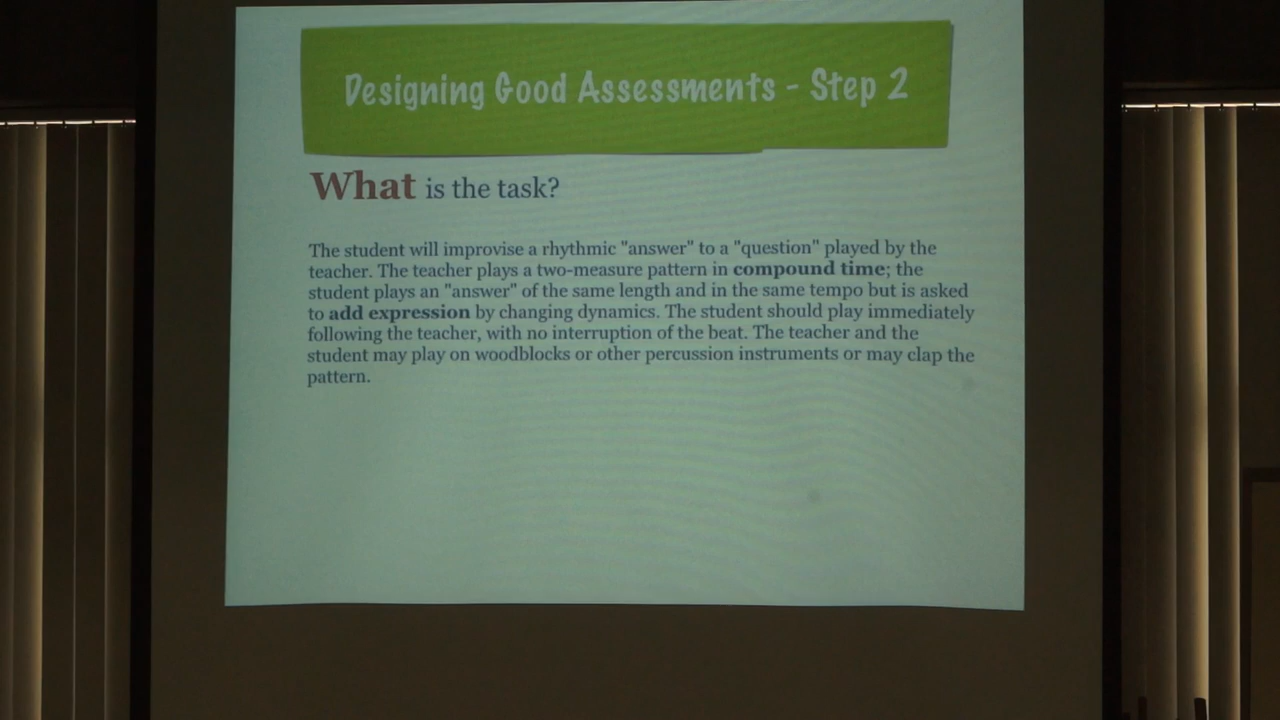 Designing Good Assessments - Step 2
What is the task?
The student will improvise a rhythmic "answer" to a "question" played by the
teacher. The teacher plays a two-measure pattern in compound time; the
student plays an "answer" of the same length and in the same tempo but is asked
to add expression by changing dynamics. The student should play immediately
following the teacher, with no interruption of the beat. The teacher and the
student may play on woodblocks or other percussion instruments or may clap the
pattern.